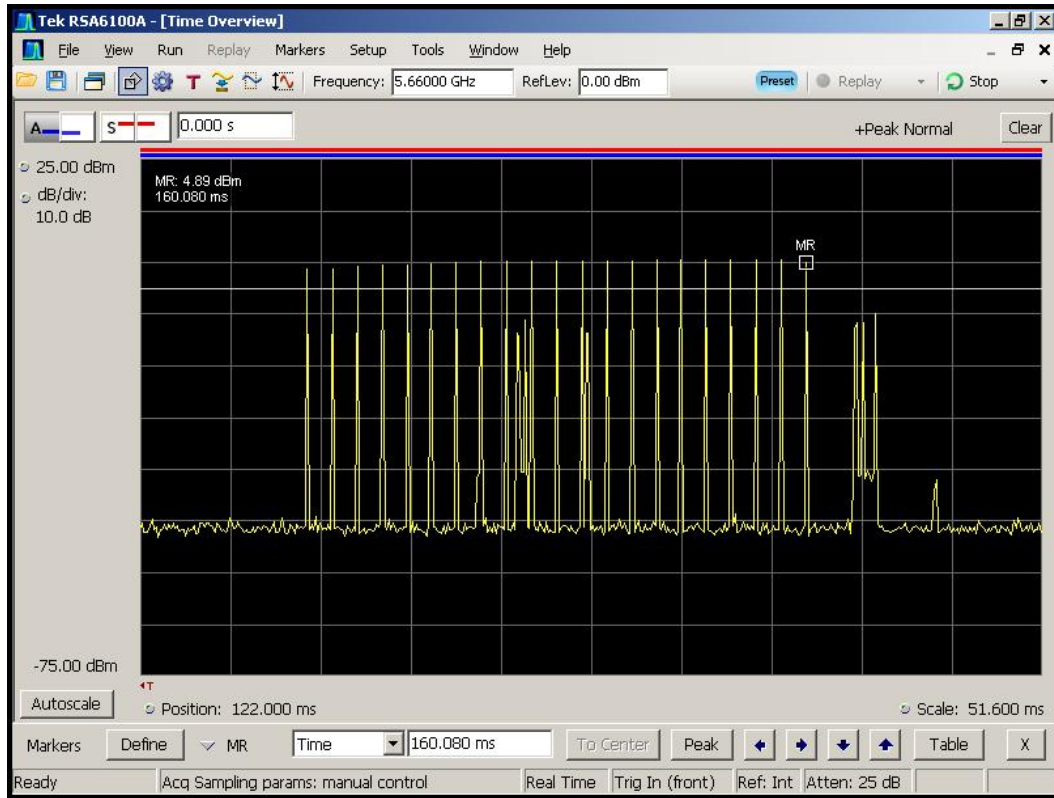 Tek RSA6100A - [Time Overview]
File View Run Replay Markers Setup Tools Window Help
T Frequency: 5.66000 GHz RefLev: 0.00 dBm Preset Replay Stop
A S 0.000 s +Peak Normal Clear
25.00 dBm
dB/div:
10.0 dB
MR: 4.89 dBm
160.080 ms
MR
-75.00 dBm
T
Autoscale Position: 122.000 ms Scale: 51.600 ms
Markers Define MR Time 160.080 ms To Center Peak Table X
Ready Acq Sampling params: manual control Real Time Trig In (front) Ref: Int Atten: 25 dB